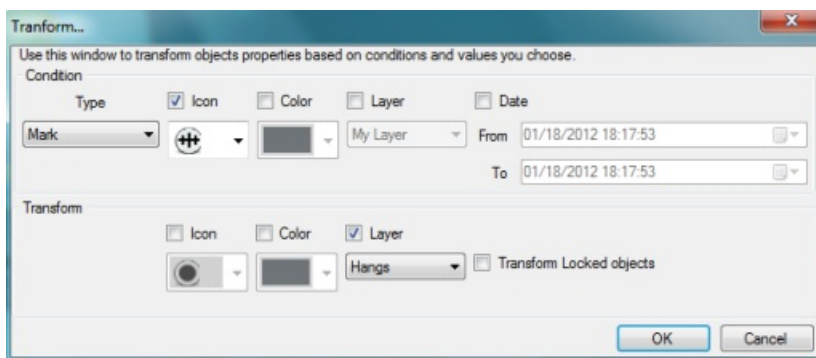 Tranform...
Use this window to transform objects properties based on conditions and values you choose.
Condition
Type Icon Color Layer Date
Mark My Layer From 01/18/2012 18:17:53
To 01/18/2012 18:17:53
Transform
Icon Color Layer
Hangs Transform Locked objects
OK Cancel